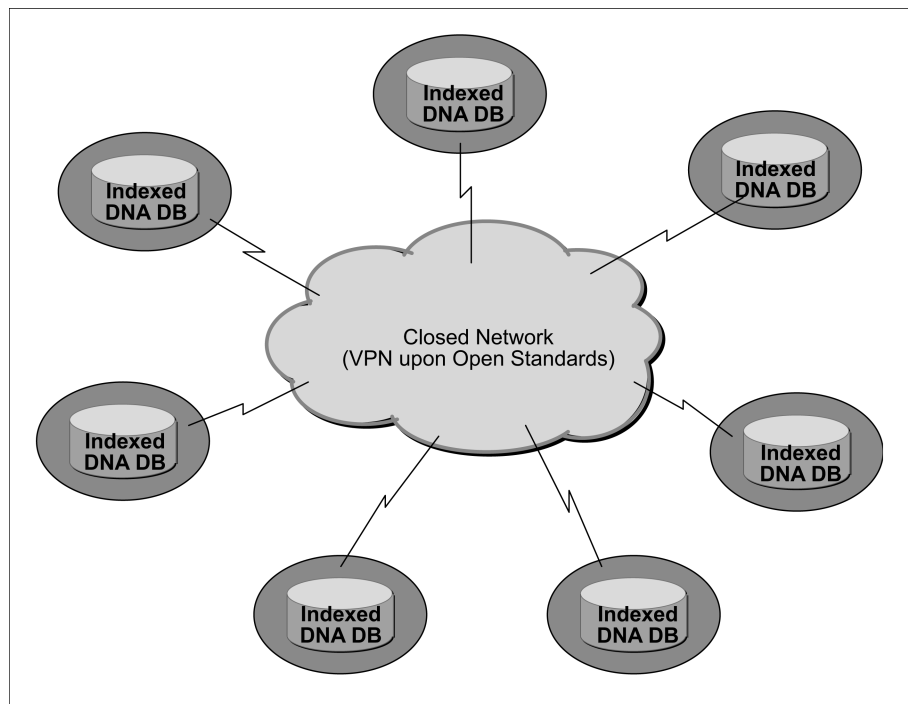 Indexed
DNA DB
Indexed
DNA DB
Indexed
DNA DB
Closed Network
(VPN upon Open Standards)
Indexed
DNA DB
Indexed
DNA DB
Indexed
DNA DB
Indexed
DNA DB